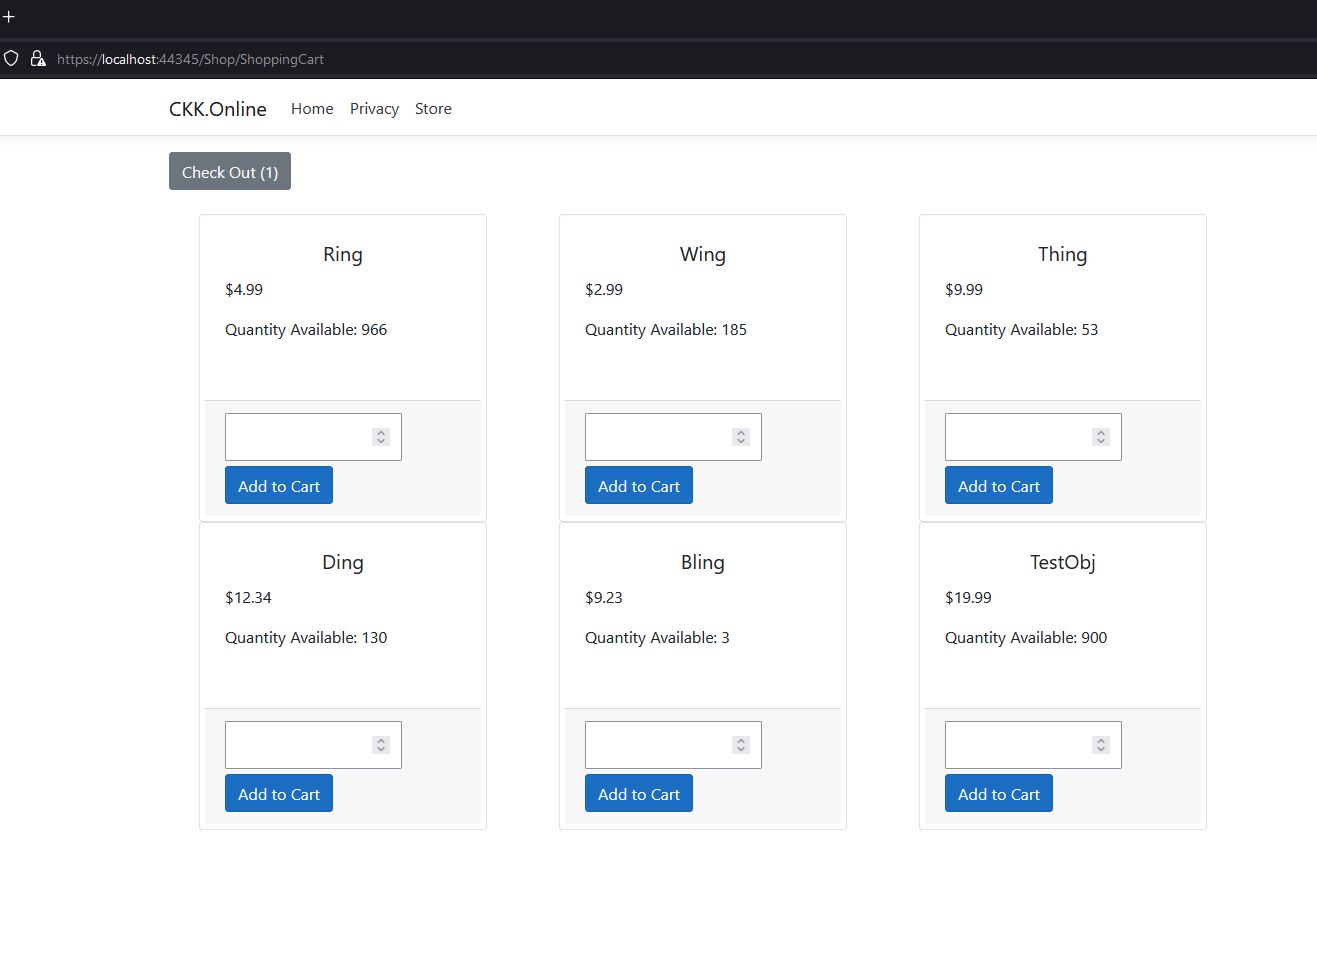 https://localhost:44345/Shop/ShoppingCart
CKK.Online Home Privacy Store
Check Out (1)
Ring
$4.99
Quantity Available: 966
Add to Cart
Wing
$2.99
Quantity Available: 185
Add to Cart
Thing
$9.99
Quantity Available: 53
Add to Cart
Ding
$12.34
Quantity Available: 130
Add to Cart
Bling
$9.23
Quantity Available: 3
Add to Cart
TestObj
$19.99
Quantity Available: 900
Add to Cart